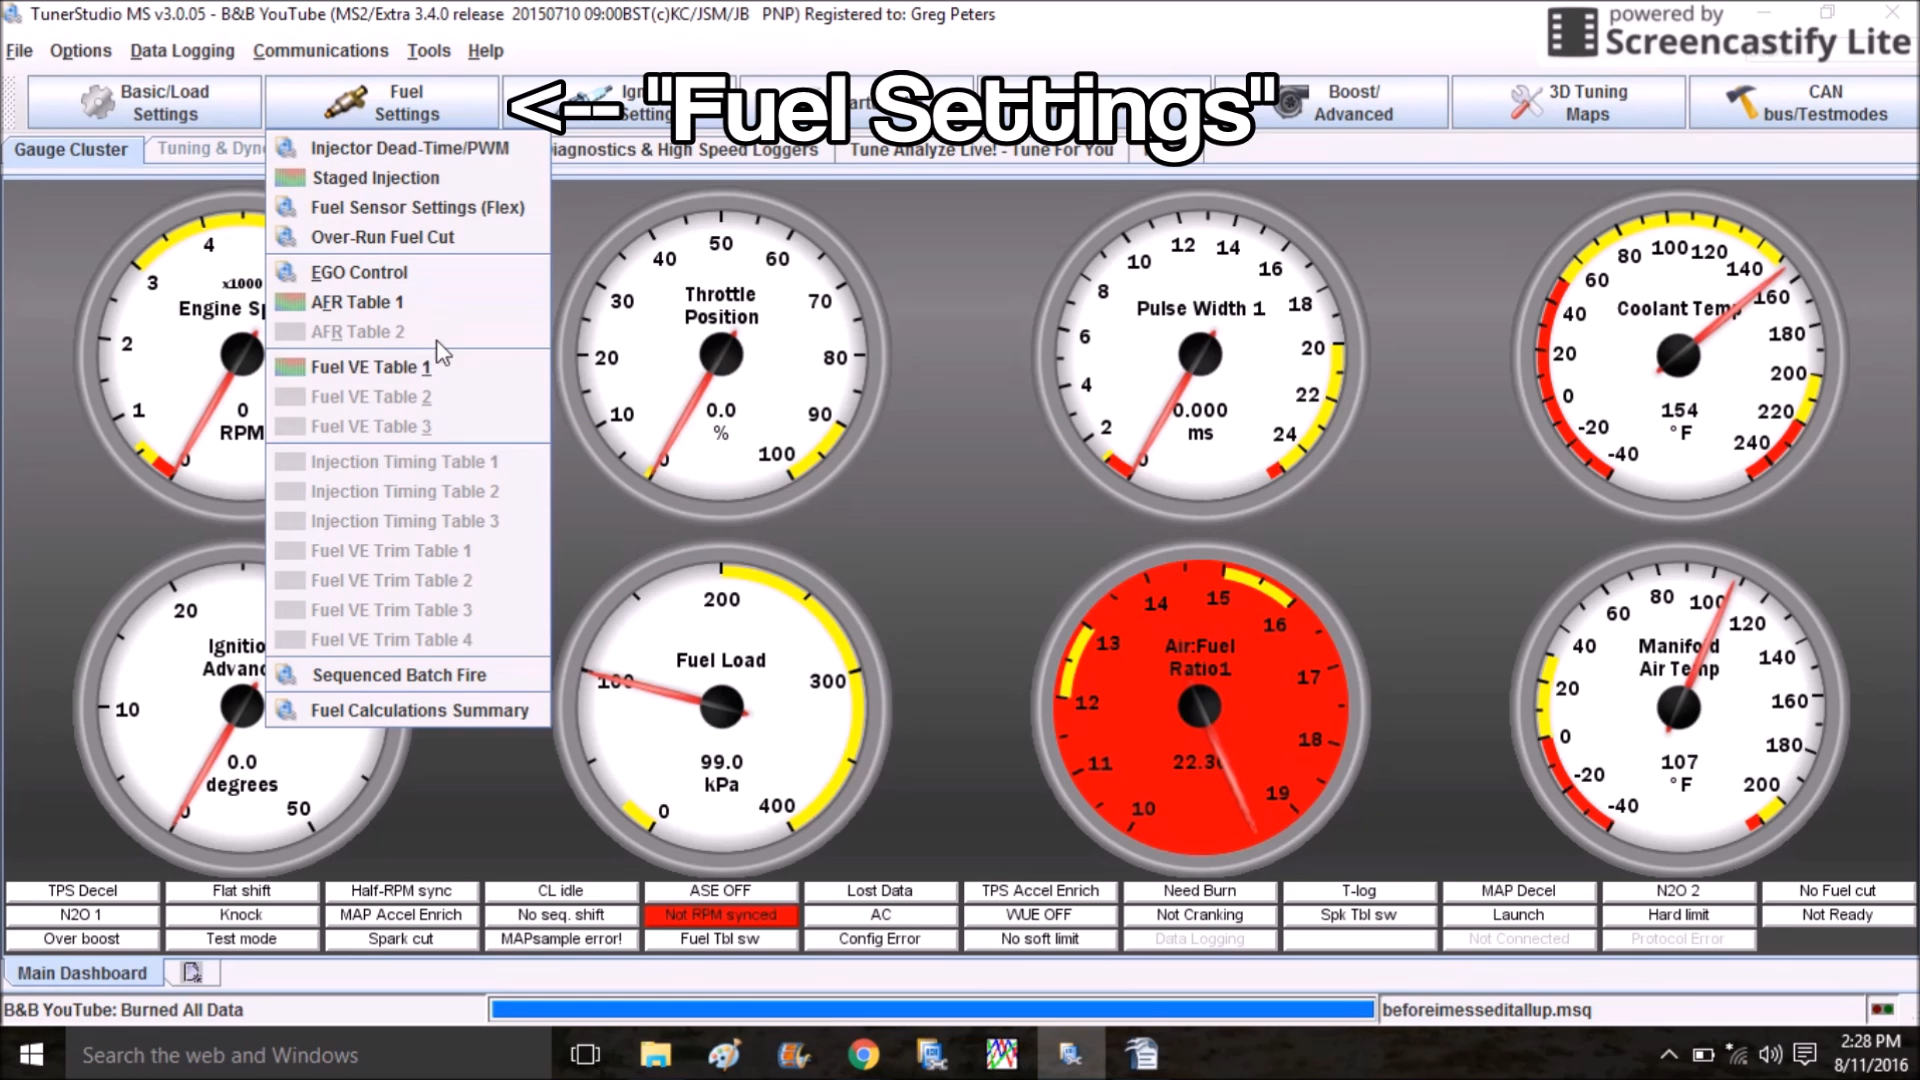 TunerStudio MS v3.0.05 - B&B YouTube (MS2/Extra 3.4.0 release 20150710 09:00BST(c)KC/JSM/JB PNP) Registered to: Greg Peters
powered by
Screencastify Lite
File Options Data Logging Communications Tools Help
Basic/Load
Settings
Fuel
Settings
<-- "Fuel Settings"
Boost/
Advanced
3D Tuning
Maps
CAN
bus/Testmodes
Gauge Cluster
Tuning & Dyn
iagnostics & High Speed Loggers
Tune Analyze Live! - Tune For You
Injector Dead-Time/PWM
Staged Injection
Fuel Sensor Settings (Flex)
Over-Run Fuel Cut
EGO Control
AFR Table 1
AFR Table 2
Fuel VE Table 1
Fuel VE Table 2
Fuel VE Table 3
Injection Timing Table 1
Injection Timing Table 2
Injection Timing Table 3
Fuel VE Trim Table 1
Fuel VE Trim Table 2
Fuel VE Trim Table 3
Fuel VE Trim Table 4
Sequenced Batch Fire
Fuel Calculations Summary
0 1 2 3 4
x1000
Engine Sp
0
RPM
0 10 20 30 40 50 60 70 80 90 100
Throttle
Position
0.0
%
0 2 4 6 8 10 12 14 16 18 20 22 24
Pulse Width 1
0.000
ms
-40 -20 0 20 40 60 80 100 120 140 160 180 200 220 240
Coolant Temp
154
°F
0 10 20 50
Ignitio
Advanc
0.0
degrees
0 100 200 300 400
Fuel Load
99.0
kPa
10 11 12 13 14 15 16 17 18 19
Air:Fuel
Ratio1
22.30
-40 -20 0 20 40 60 80 100 120 140 160 180 200
Manifold
Air Temp
107
°F
TPS Decel Flat shift Half-RPM sync CL idle ASE OFF Lost Data TPS Accel Enrich Need Burn T-log MAP Decel N2O 2 No Fuel cut
N2O 1 Knock MAP Accel Enrich No seq. shift Not RPM synced AC WUE OFF Not Cranking Spk Tbl sw Launch Hard limit Not Ready
Over boost Test mode Spark cut MAPsample error! Fuel Tbl sw Config Error No soft limit Data Logging Not Connected Protocol Error
Main Dashboard
B&B YouTube: Burned All Data
beforeimesseditallup.msq
Search the web and Windows
2:28 PM
8/11/2016